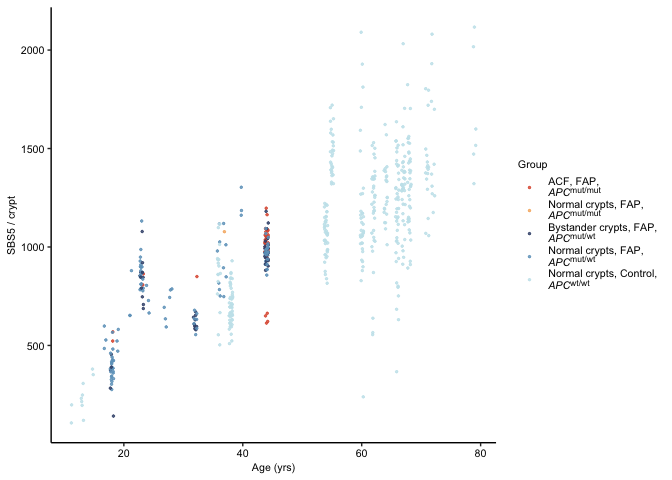 2000
1500
1000
500
SBS5 / crypt
20
40
60
80
Age (yrs)
Group
ACF, FAP,
APCmut/mut
Normal crypts, FAP,
APCmut/mut
Bystander crypts, FAP,
APCmut/wt
Normal crypts, FAP,
APCmut/wt
Normal crypts, Control,
APCwt/wt